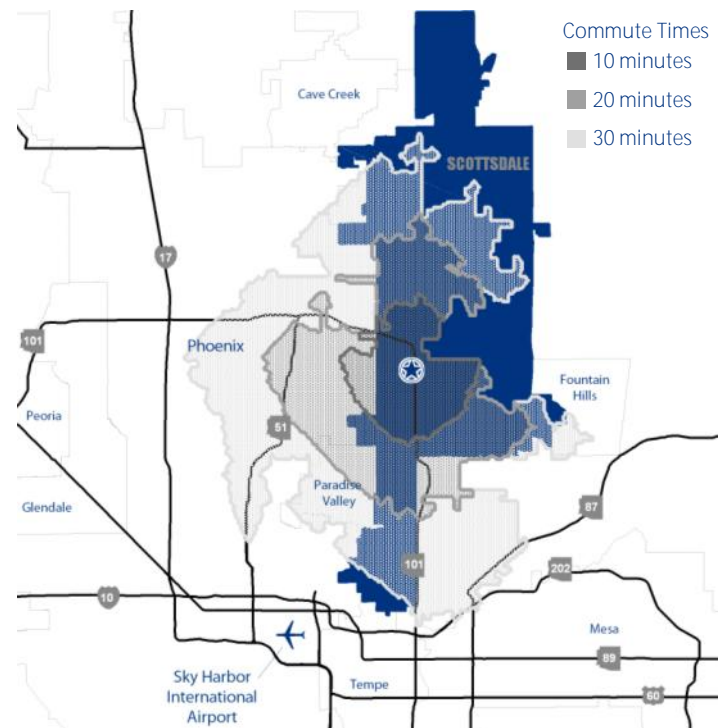 Commute Times
10 minutes
20 minutes
30 minutes
Cave Creek
SCOTTSDALE
17
101
Phoenix
Fountain
Hills
Peoria
51
Paradise
Valley
Glendale
87
101
202
10
Mesa
89
Sky Harbor
International
Airport
Tempe
60